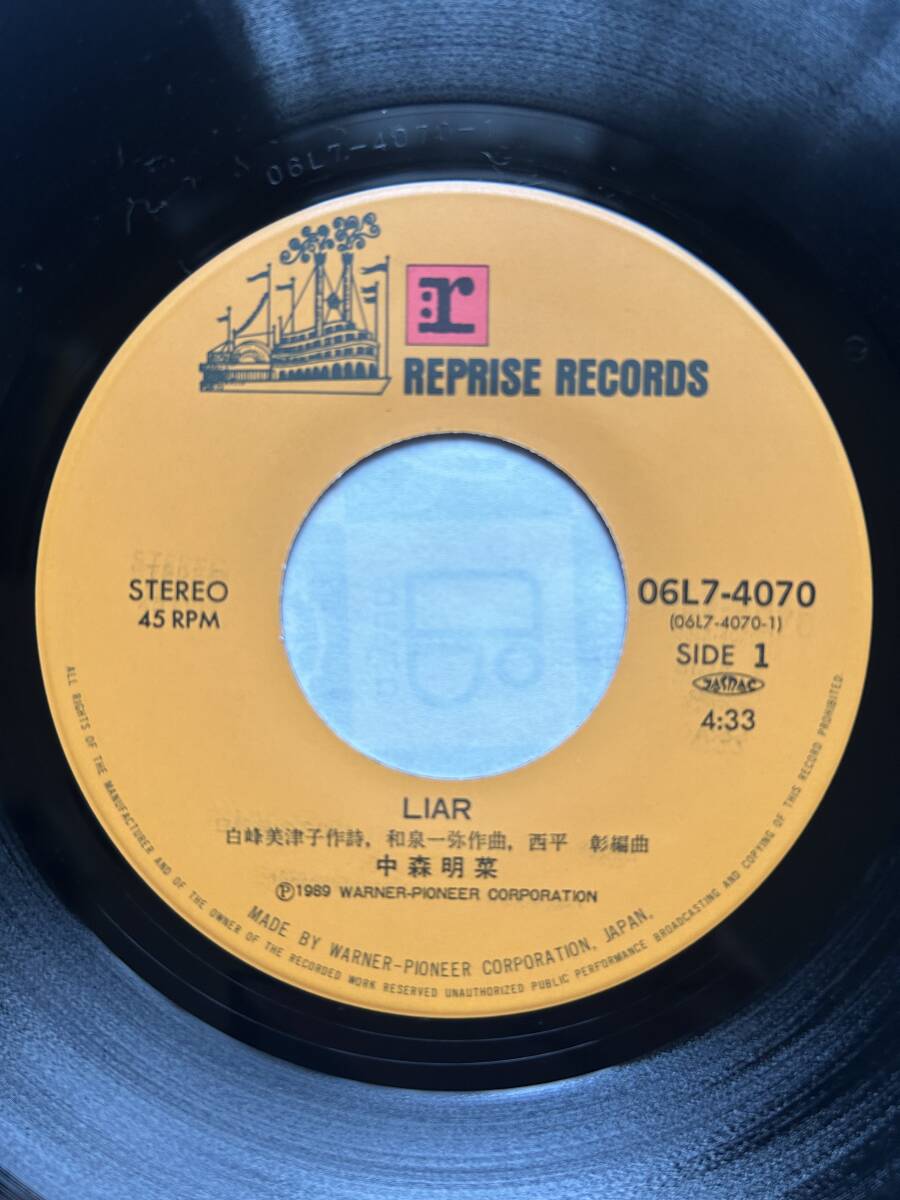 06L7-4070-1
r
REPRISE RECORDS
STEREO
45 RPM
06L7-4070
(06L7-4070-1)
SIDE 1
JASRAC
4:33
LIAR
白峰美津子作詩, 和泉一弥作曲, 西平 彰編曲
中森明菜
Ⓟ1989 WARNER-PIONEER CORPORATION
MADE BY WARNER-PIONEER CORPORATION, JAPAN.
ALL RIGHTS OF THE MANUFACTURER AND OF THE OWNER OF THE RECORDED WORK RESERVED UNAUTHORIZED PUBLIC PERFORMANCE BROADCASTING AND COPYING OF THIS RECORD PROHIBITED.